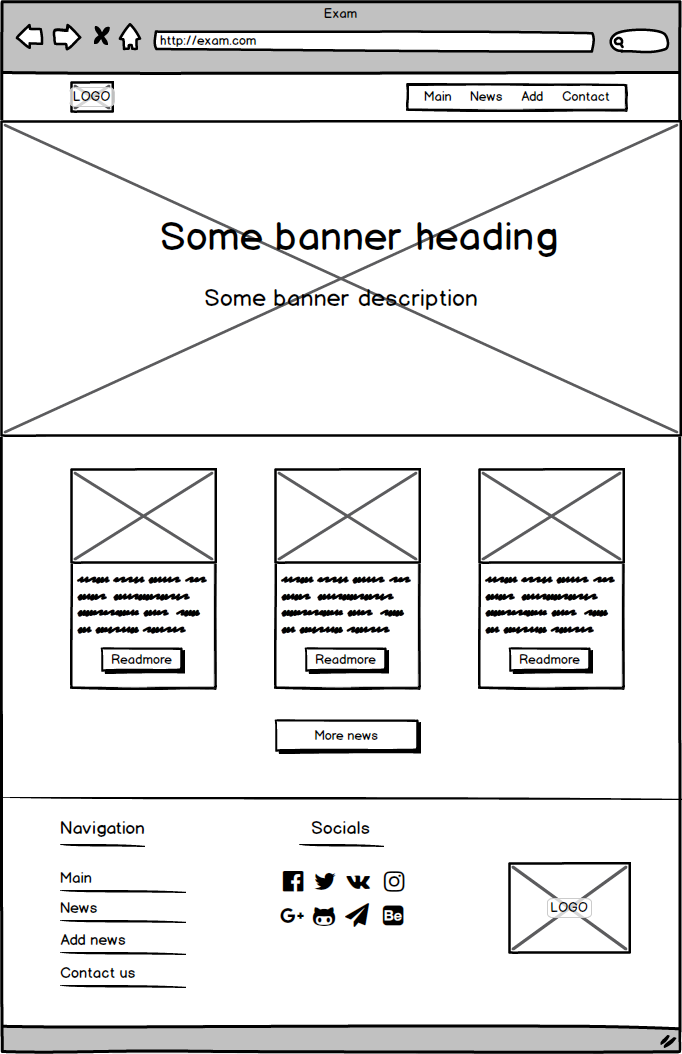 Exam
http://exam.com
LOGO
Main News Add Contact
Some banner heading
Some banner description
Readmore Readmore Readmore
More news
Navigation
Socials
Main
News
Add news
Contact us
G+
Be
LOGO